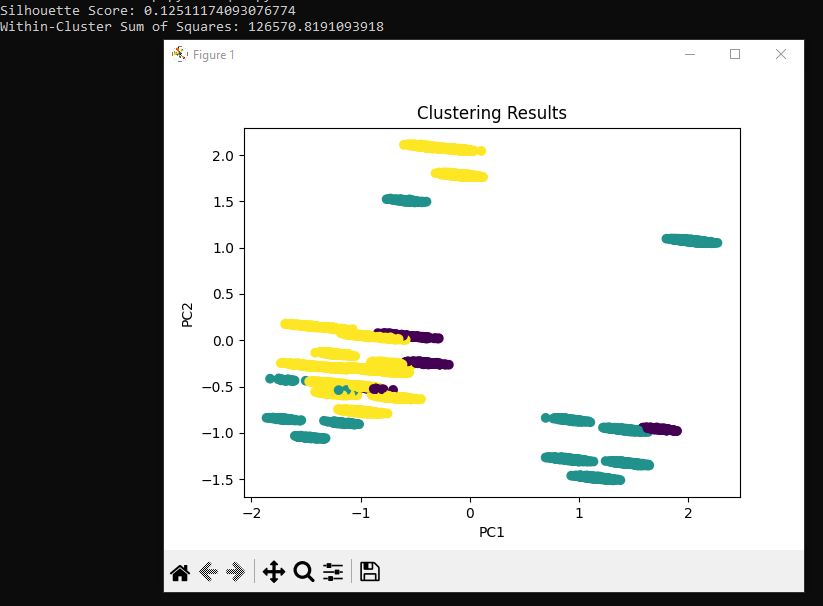 Silhouette Score: 0.12511174093076774
Within-Cluster Sum of Squares: 126570.8191093918
Figure 1
Clustering Results
2.0
1.5
1.0
0.5
0.0
−0.5
−1.0
−1.5
PC2
−2
−1
0
1
2
PC1